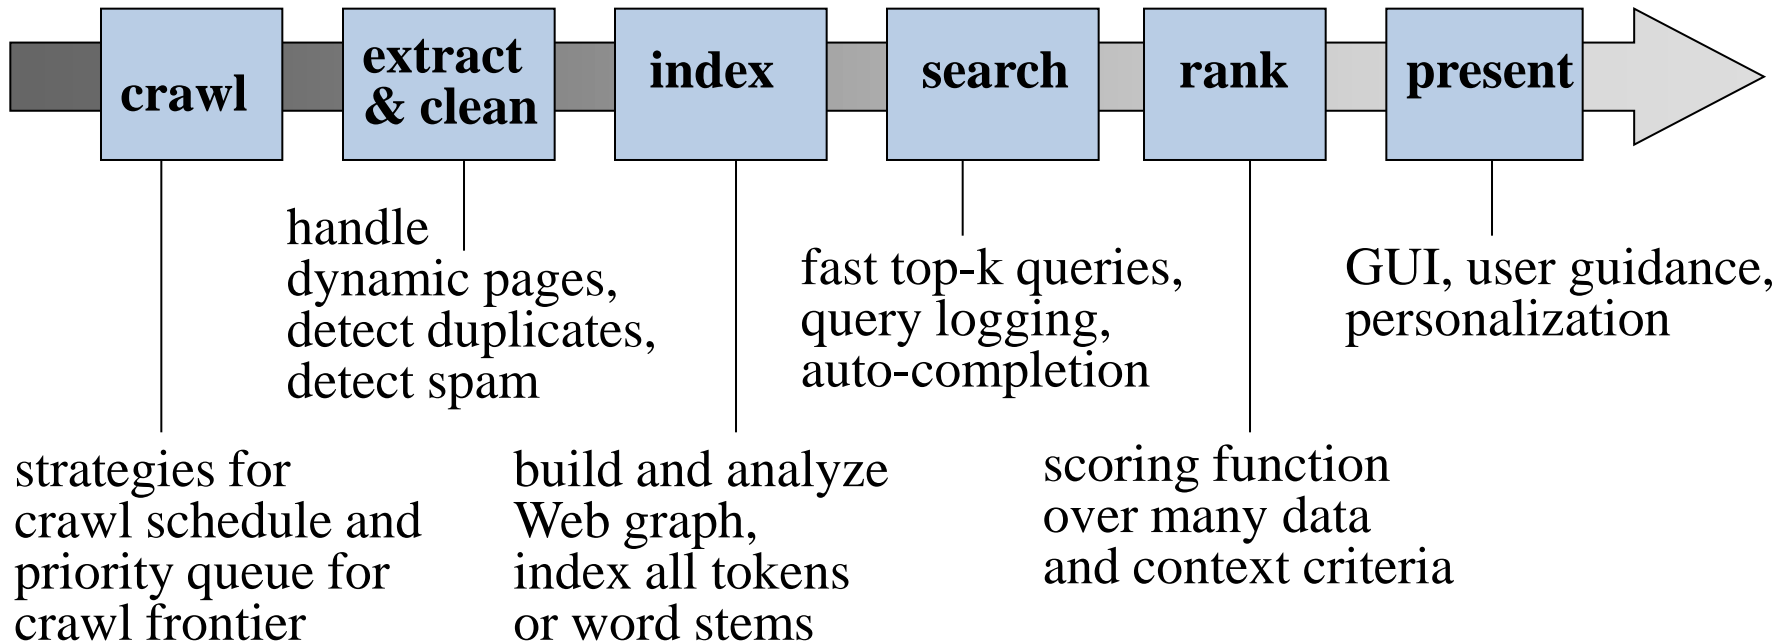 crawl
extract
& clean
index
search
rank
present
handle
dynamic pages,
detect duplicates,
detect spam
fast top-k queries,
query logging,
auto-completion
GUI, user guidance,
personalization
strategies for
crawl schedule and
priority queue for
crawl frontier
build and analyze
Web graph,
index all tokens
or word stems
scoring function
over many data
and context criteria